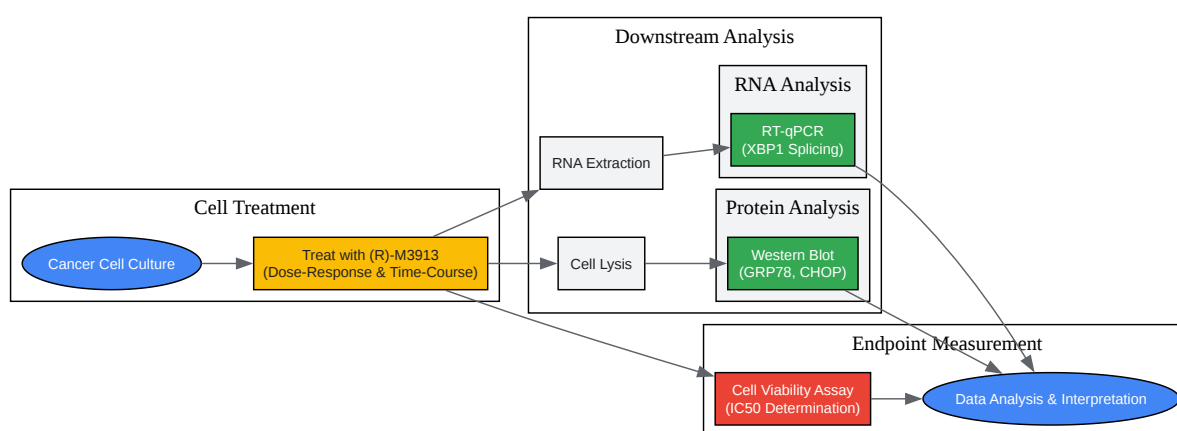 Downstream Analysis
RNA Analysis
RT-qPCR
(XBP1 Splicing)
RNA Extraction
Cell Treatment
Protein Analysis
Cancer Cell Culture
Treat with (R)-M3913
(Dose-Response & Time-Course)
Cell Lysis
Western Blot
(GRP78, CHOP)
Endpoint Measurement
Cell Viability Assay
(IC50 Determination)
Data Analysis & Interpretation